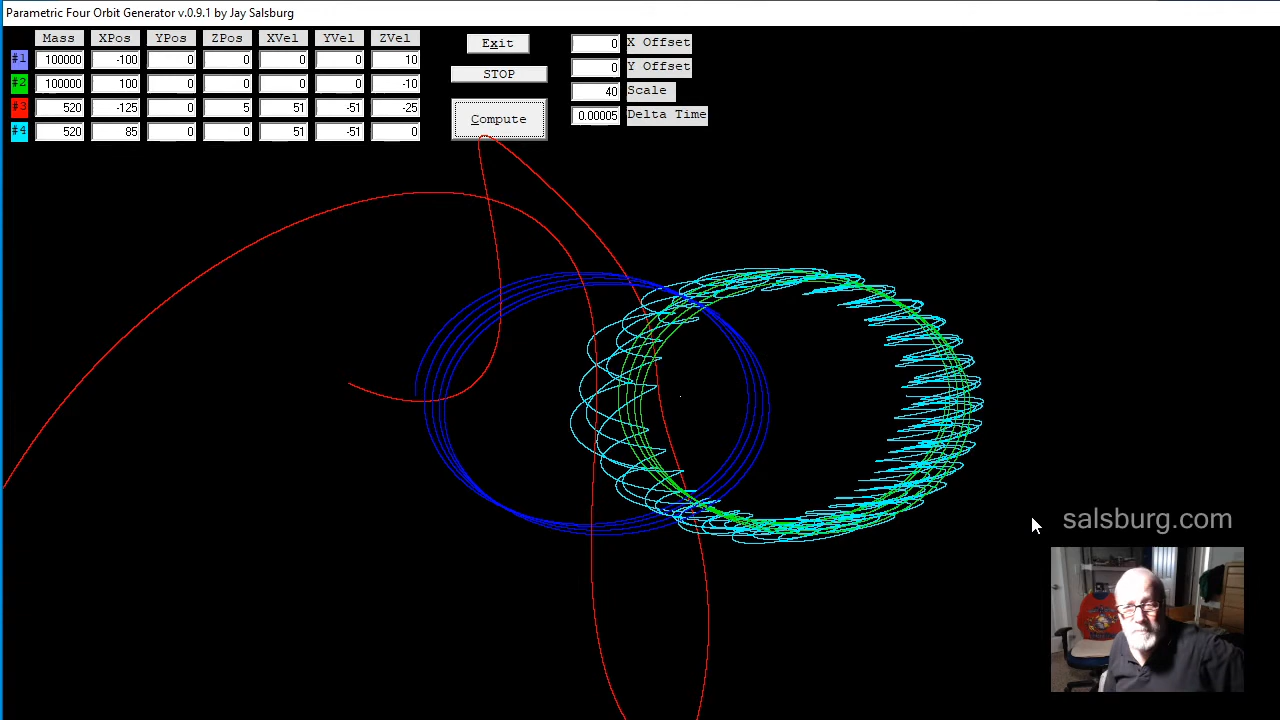 Parametric Four Orbit Generator v.0.9.1 by Jay Salsburg
Mass XPos YPos ZPos XVel YVel ZVel
#1 100000 -100 0 0 0 0 10
#2 100000 100 0 0 0 0 -10
#3 520 -125 0 5 51 -51 -25
#4 520 85 0 0 51 -51 0
Exit
STOP
Compute
0 X Offset
0 Y Offset
40 Scale
0.00005 Delta Time
salsburg.com